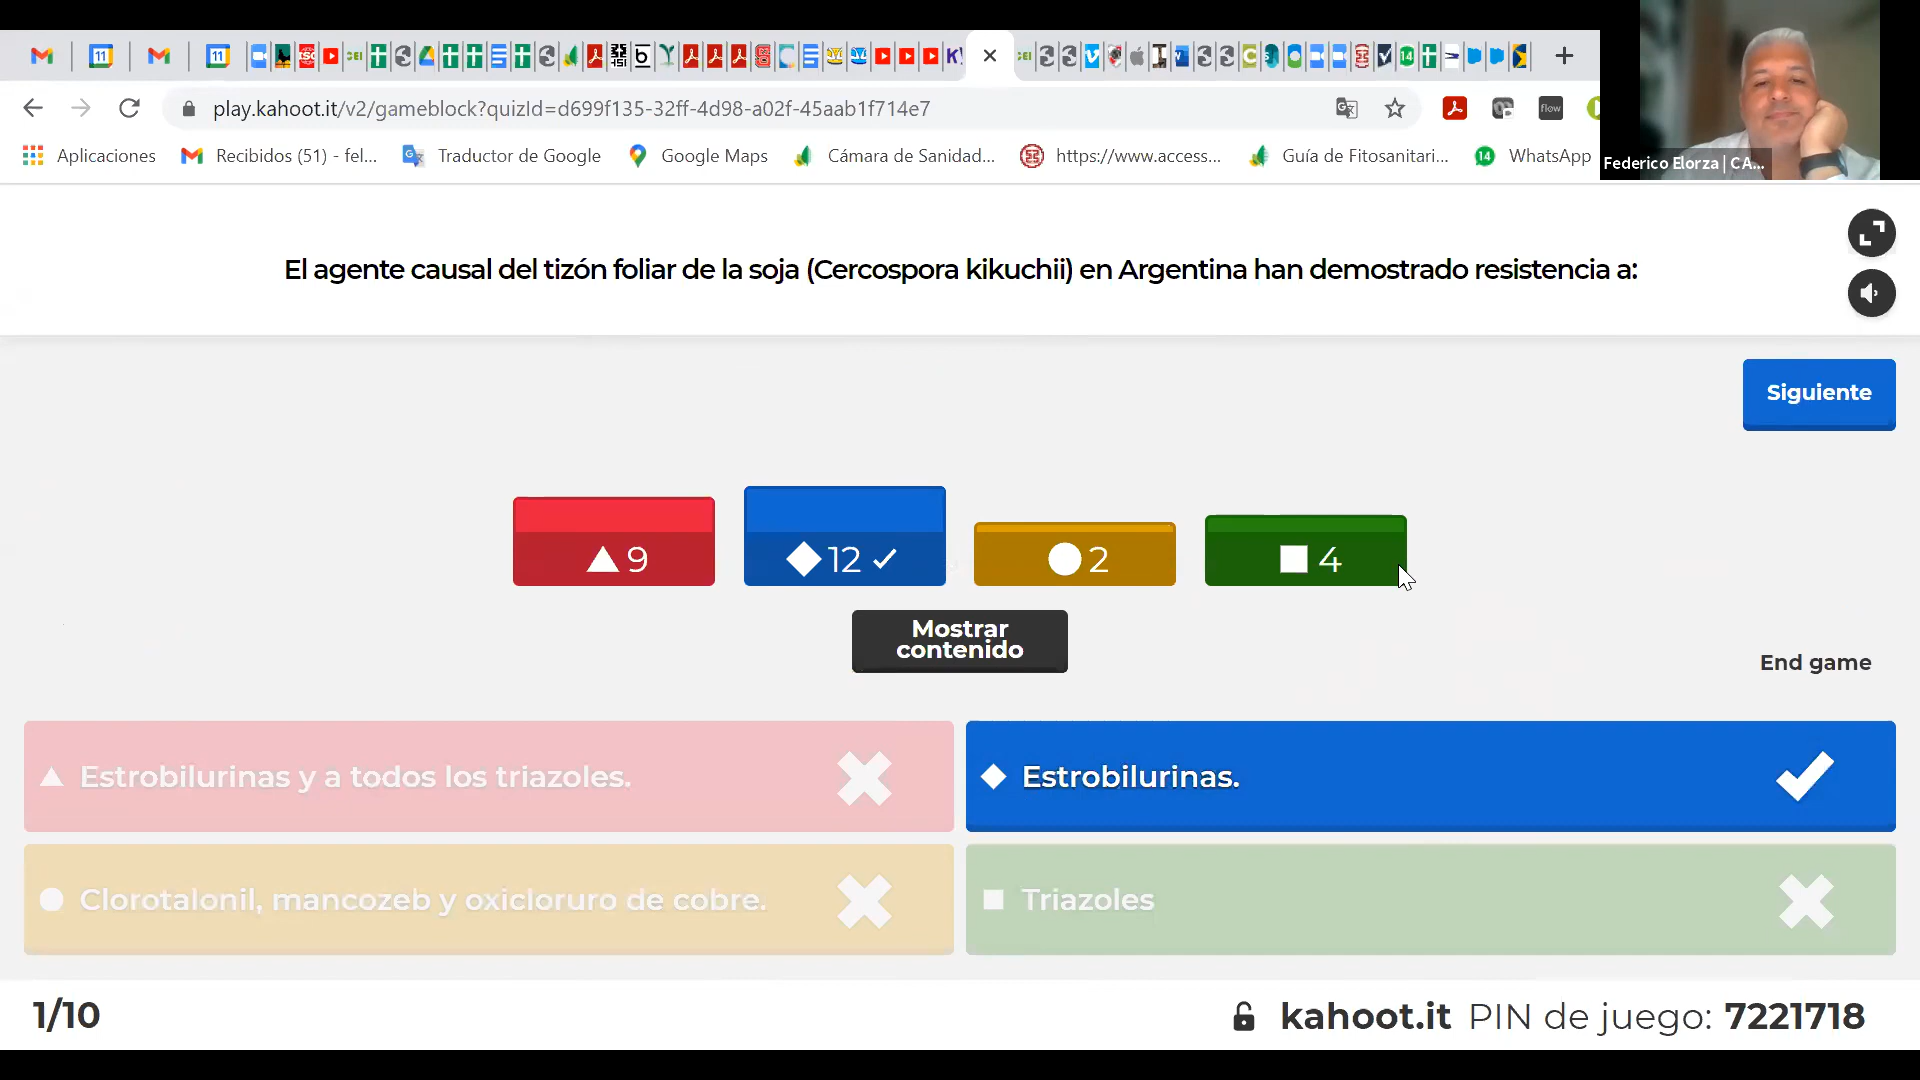 play.kahoot.it/v2/gameblock?quizId=d699f135-32ff-4d98-a02f-45aab1f714e7
flow
Aplicaciones
Recibidos (51) - fel...
Traductor de Google
Google Maps
Cámara de Sanidad...
https://www.access...
Guía de Fitosanitari...
14
WhatsApp
Federico Elorza | CA...
El agente causal del tizón foliar de la soja (Cercospora kikuchii) en Argentina han demostrado resistencia a:
Siguiente
9
12
2
4
Mostrar
contenido
End game
Estrobilurinas y a todos los triazoles.
Estrobilurinas.
Clorotalonil, mancozeb y oxicloruro de cobre.
Triazoles
1/10
kahoot.it PIN de juego: 7221718